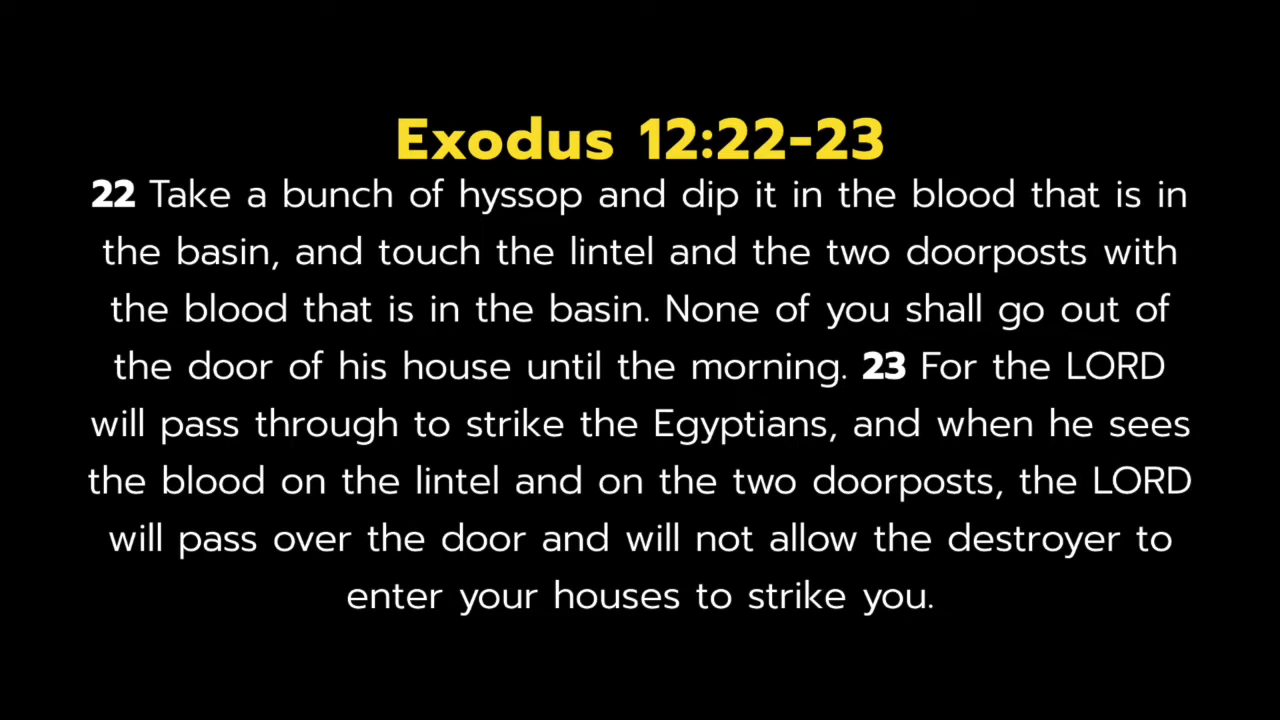 Exodus 12:22-23
22 Take a bunch of hyssop and dip it in the blood that is in
the basin, and touch the lintel and the two doorposts with
the blood that is in the basin. None of you shall go out of
the door of his house until the morning. 23 For the LORD
will pass through to strike the Egyptians, and when he sees
the blood on the lintel and on the two doorposts, the LORD
will pass over the door and will not allow the destroyer to
enter your houses to strike you.